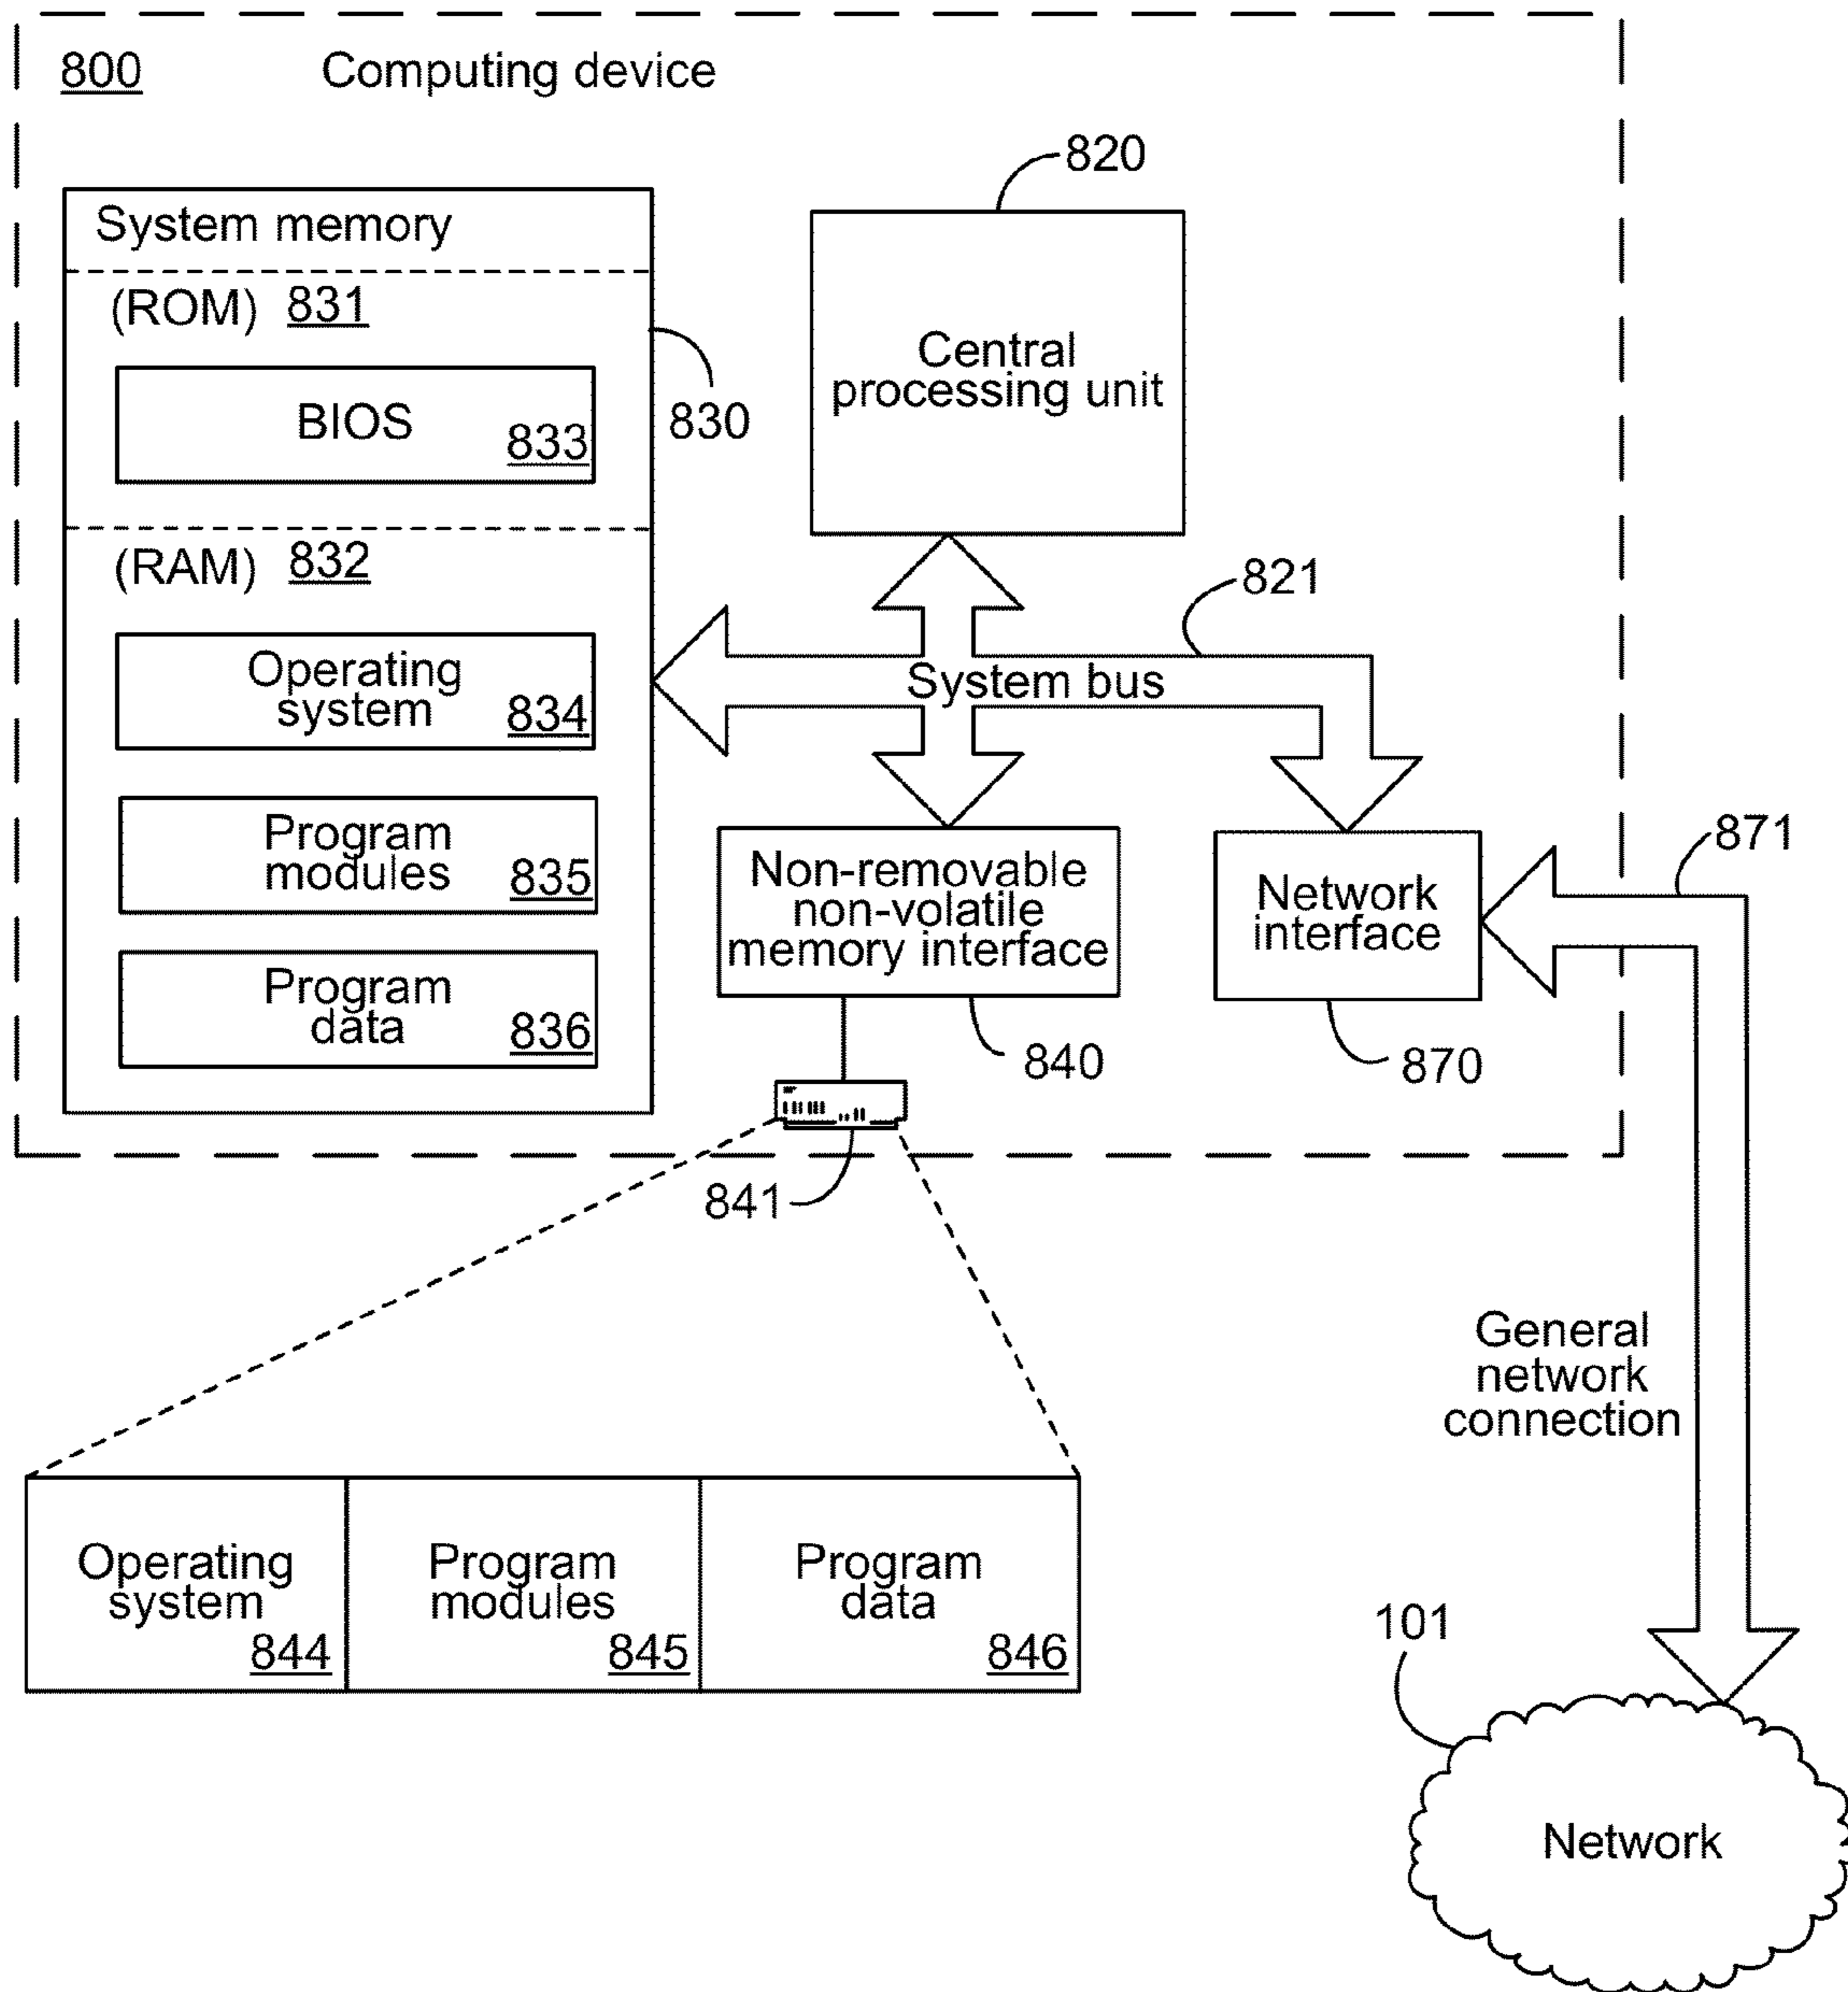 800 Computing device
820
System memory
(ROM) 831
BIOS
833
830
Central
processing unit
(RAM) 832
821
Operating
system
834
System bus
Program
modules
835
Program
data
836
Non-removable
non-volatile
memory interface
840
Network
interface
870
871
841
General
network
connection
Operating
system
844
Program
modules
845
Program
data
846
101
Network